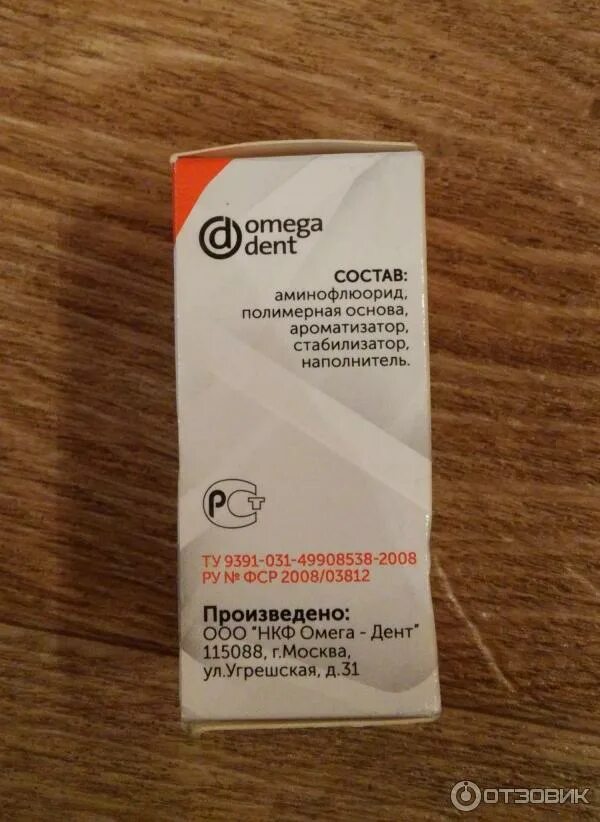 omega
dent
СОСТАВ:
аминофлюорид,
полимерная основа,
ароматизатор,
стабилизатор,
наполнитель.
РСТ
ТУ 9391-031-49908538-2008
РУ № ФСР 2008/03812
Произведено:
ООО "НКФ Омега - Дент"
115088, г.Москва,
ул.Угрешская, д.31
ОТЗОВИК